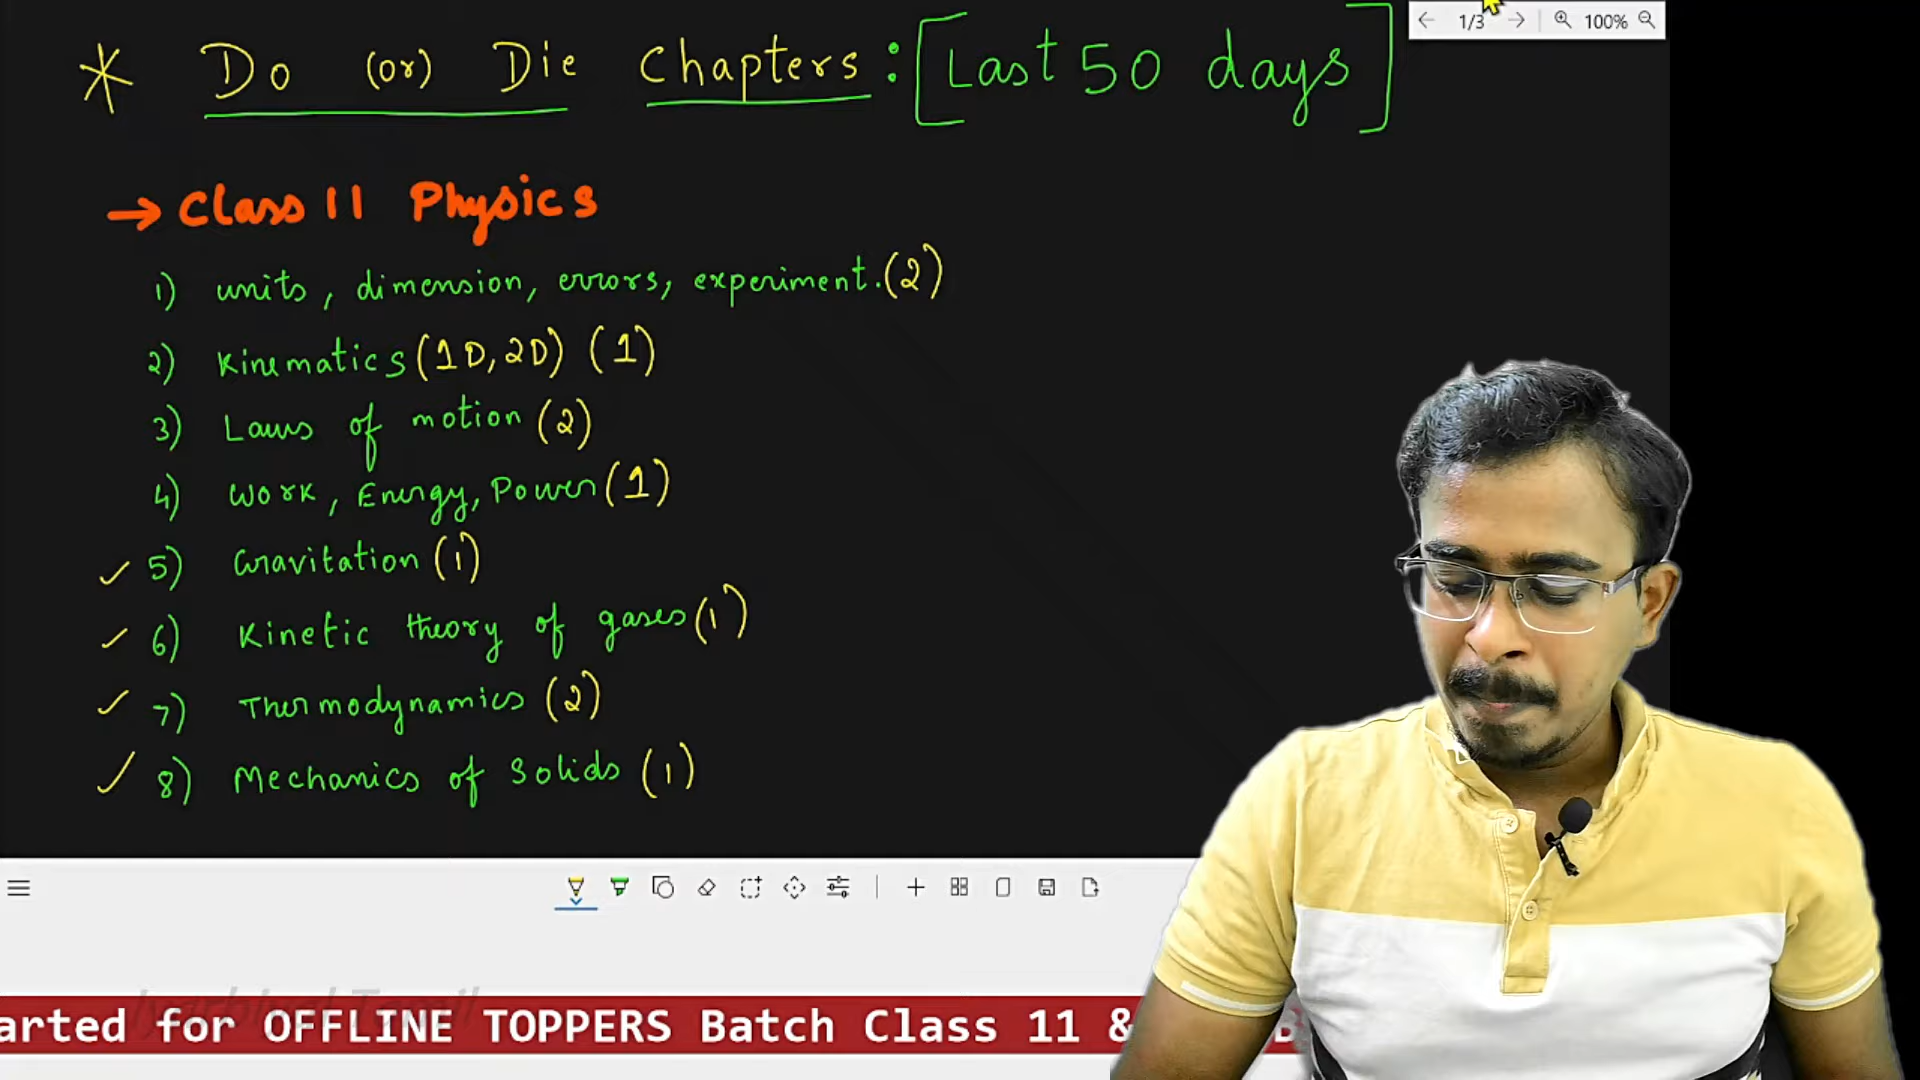 * Do (or) Die Chapters : [Last 50 days]
1/3 100%
→ Class 11 Physics
1) units, dimension, errors, experiment. (2)
2) Kinematics (1D, 2D) (1)
3) Laws of motion (2)
4) Work, Energy, Power (1)
✓ 5) Gravitation (1)
✓ 6) Kinetic theory of gases (1)
✓ 7) Thermodynamics (2)
✓ 8) Mechanics of Solids (1)
arted for OFFLINE TOPPERS Batch Class 11 &